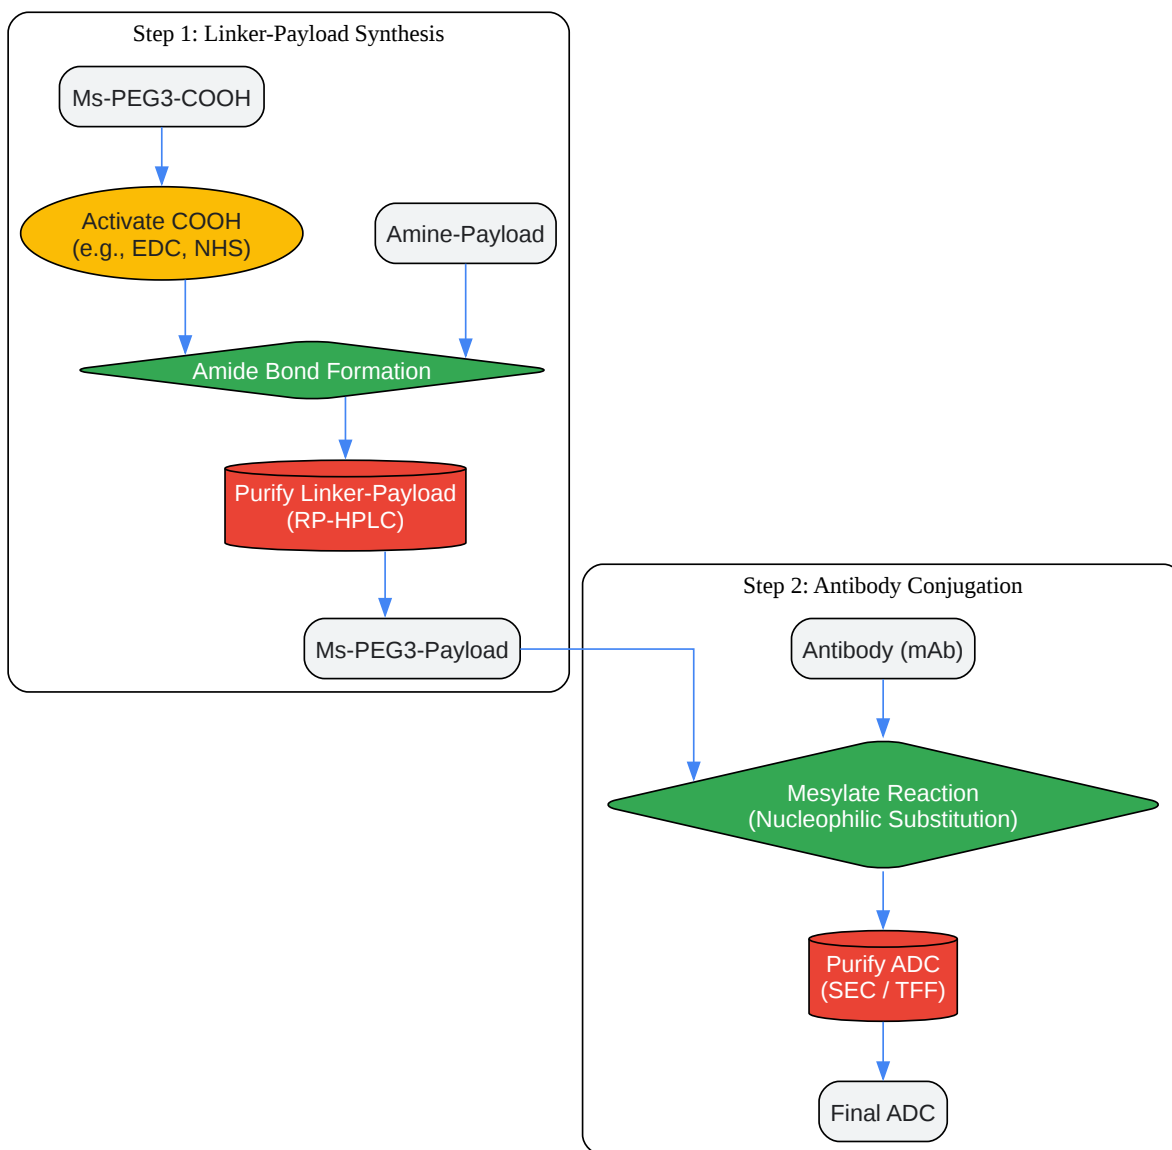 Step 1: Linker-Payload Synthesis
Ms-PEG3-COOH
Activate COOH
(e.g., EDC, NHS)
Amine-Payload
Amide Bond Formation
Purify Linker-Payload
(RP-HPLC)
Ms-PEG3-Payload
Step 2: Antibody Conjugation
Antibody (mAb)
Mesylate Reaction
(Nucleophilic Substitution)
Purify ADC
(SEC / TFF)
Final ADC